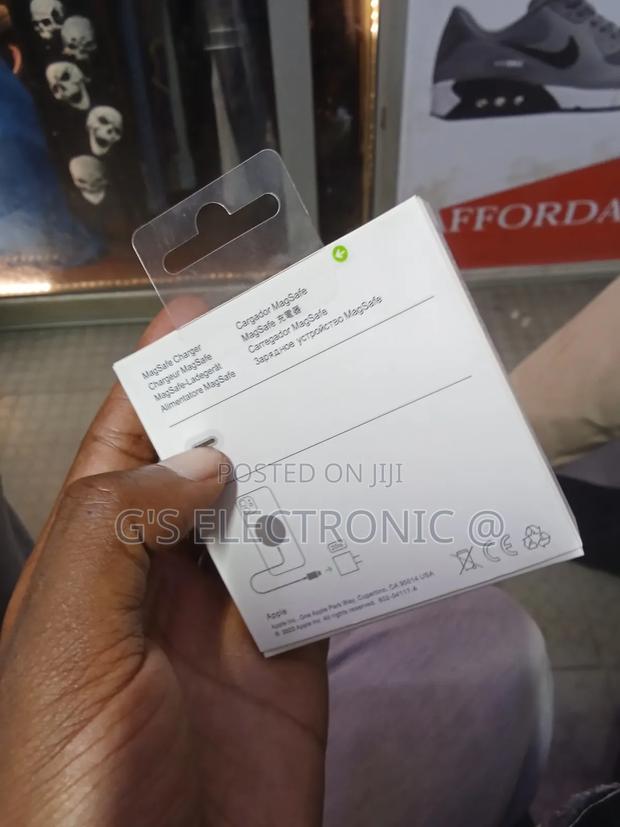 MagSafe Charger
Chargeur MagSafe
MagSafe-Ladegerät
Alimentatore MagSafe
Cargador MagSafe
MagSafe 充電器
Carregador MagSafe
Зарядное устройство MagSafe
POSTED ON JIJI
G'S ELECTRONIC @
Apple
Apple Inc. One Apple Park Way, Cupertino, CA 95014 USA
Apple Inc. All rights reserved.
CE
AFFORDA